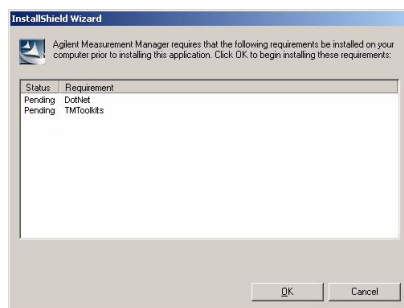 InstallShield Wizard
Agilent Measurement Manager requires that the following requirements be installed on your
computer prior to installing this application. Click OK to begin installing these requirements:
Status Requirement
Pending DotNet
Pending TMToolkits
OK Cancel